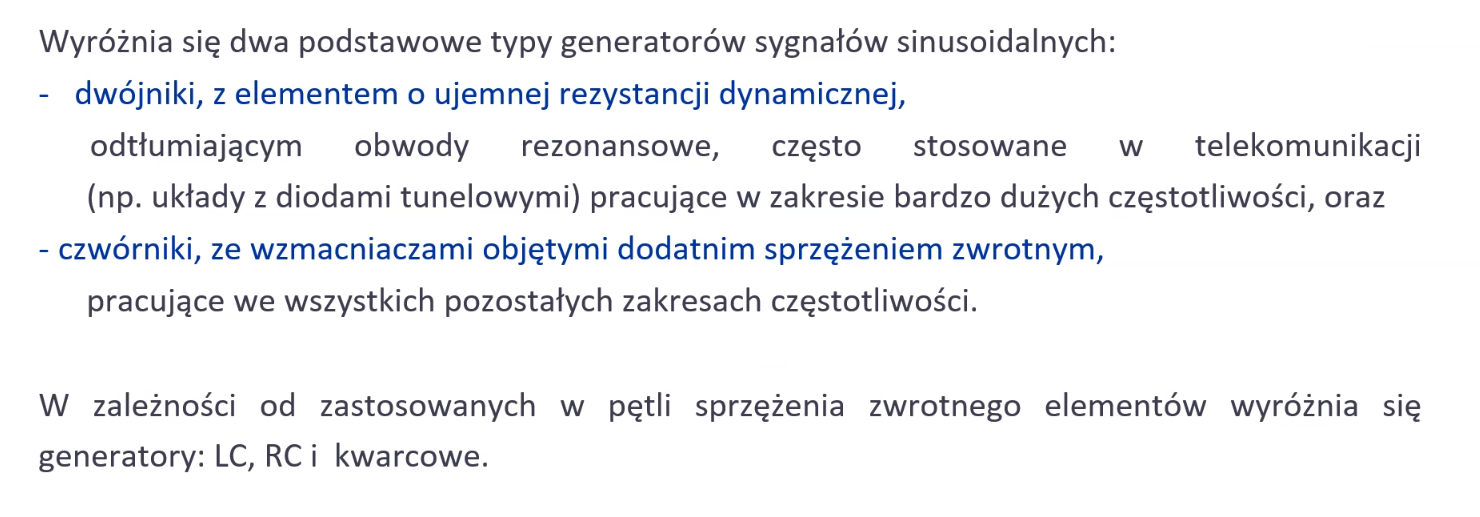 Wyróżnia się dwa podstawowe typy generatorów sygnałów sinusoidalnych:
- dwójniki, z elementem o ujemnej rezystancji dynamicznej,
odtłumiającym obwody rezonansowe, często stosowane w telekomunikacji
(np. układy z diodami tunelowymi) pracujące w zakresie bardzo dużych częstotliwości, oraz
- czwórniki, ze wzmacniaczami objętymi dodatnim sprzężeniem zwrotnym,
pracujące we wszystkich pozostałych zakresach częstotliwości.
W zależności od zastosowanych w pętli sprzężenia zwrotnego elementów wyróżnia się
generatory: LC, RC i kwarcowe.